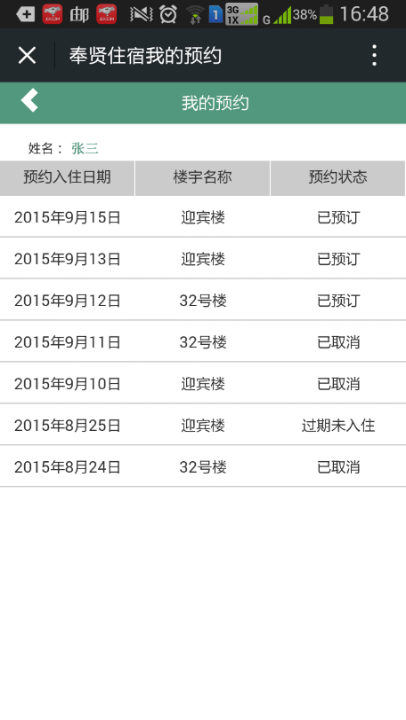 邮 1 3G 1X G 38% 16:48
奉贤住宿我的预约
我的预约
姓名： 张三
预约入住日期 楼宇名称 预约状态
2015年9月15日 迎宾楼 已预订
2015年9月13日 迎宾楼 已预订
2015年9月12日 32号楼 已预订
2015年9月11日 32号楼 已取消
2015年9月10日 迎宾楼 已取消
2015年8月25日 迎宾楼 过期未入住
2015年8月24日 32号楼 已取消